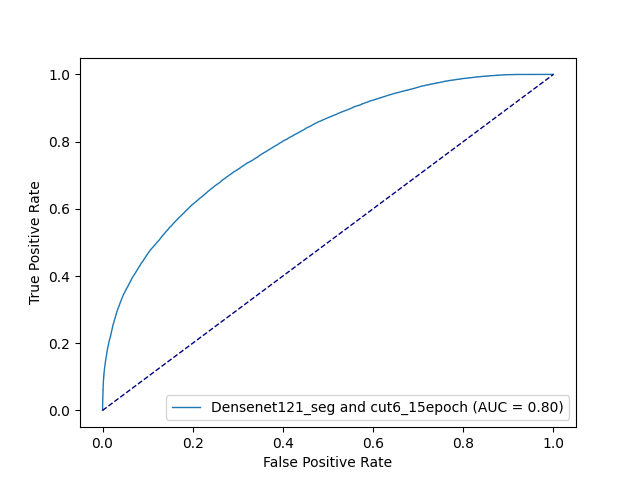 1.0
0.8
0.6
0.4
0.2
0.0
True Positive Rate
Densenet121_seg and cut6_15epoch (AUC = 0.80)
0.0 0.2 0.4 0.6 0.8 1.0
False Positive Rate